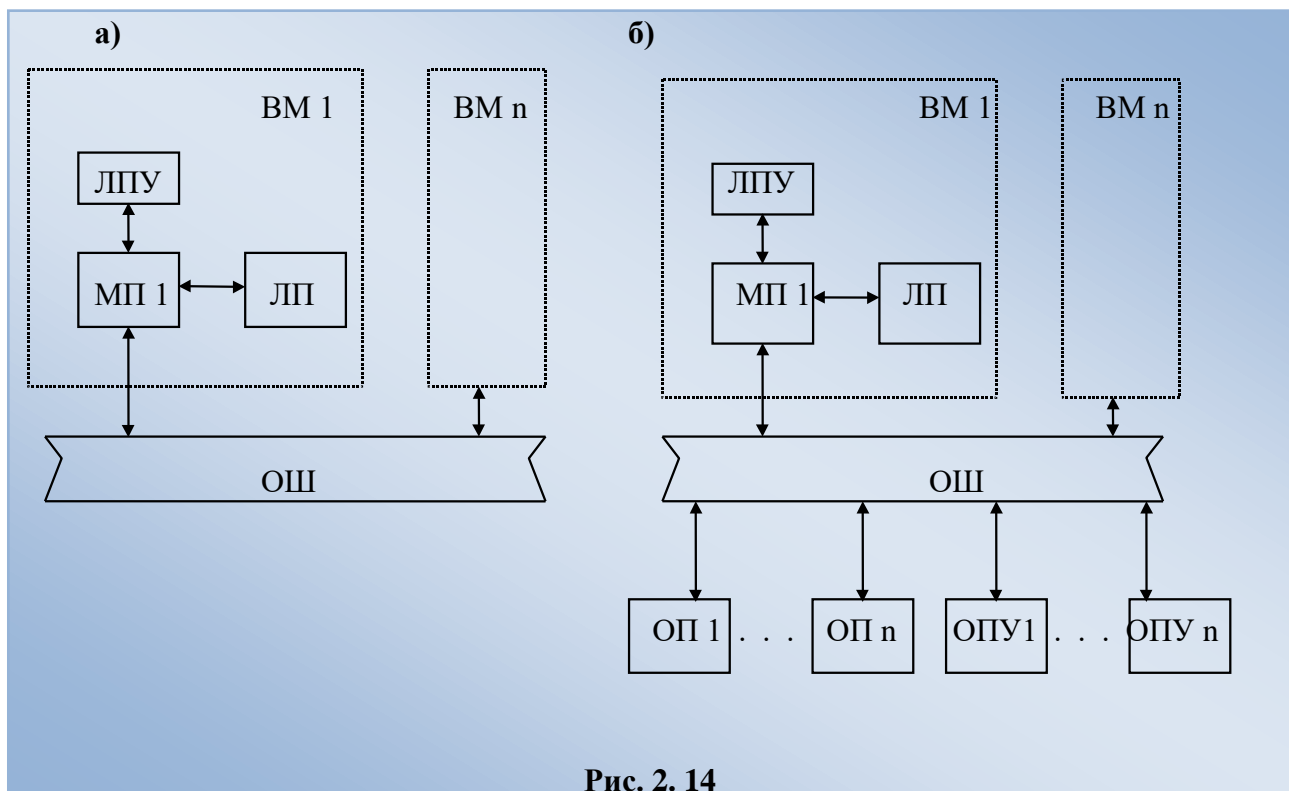 а)
ВМ 1
ВМ n
ЛПУ
МП 1
ЛП
ОШ
б)
ВМ 1
ВМ n
ЛПУ
МП 1
ЛП
ОШ
ОП 1 . . . ОП n ОПУ1 . . . ОПУ n
Рис. 2. 14